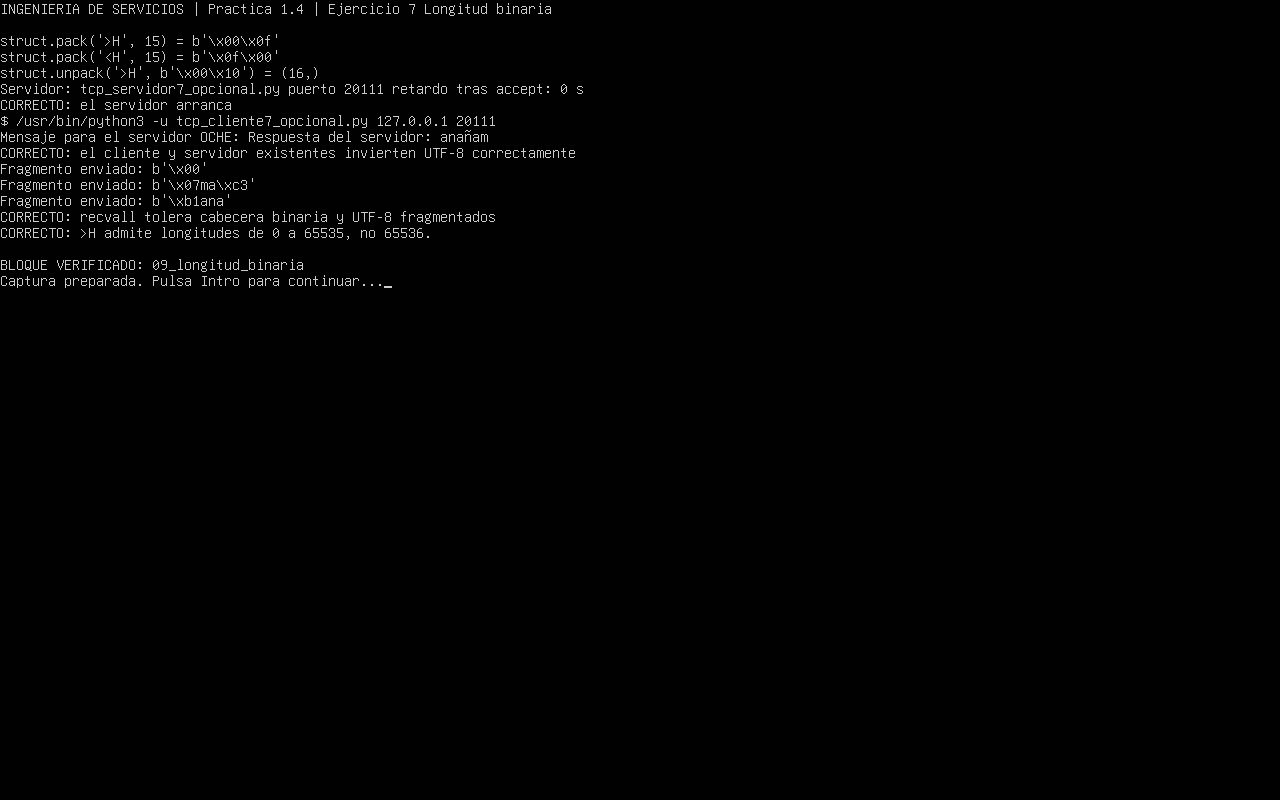 INGENIERIA DE SERVICIOS | Practica 1.4 | Ejercicio 7 Longitud binaria
struct.pack('>H', 15) = b'\x00\x0f'
struct.pack('<H', 15) = b'\x0f\x00'
struct.unpack('>H', b'\x00\x10') = (16,)
Servidor: tcp_servidor7_opcional.py puerto 20111 retardo tras accept: 0 s
CORRECTO: el servidor arranca
$ /usr/bin/python3 -u tcp_cliente7_opcional.py 127.0.0.1 20111
Mensaje para el servidor OCHE: Respuesta del servidor: anañam
CORRECTO: el cliente y servidor existentes invierten UTF-8 correctamente
Fragmento enviado: b'\x00'
Fragmento enviado: b'\x07ma\xc3'
Fragmento enviado: b'\xb1ana'
CORRECTO: recvall tolera cabecera binaria y UTF-8 fragmentados
CORRECTO: >H admite longitudes de 0 a 65535, no 65536.
BLOQUE VERIFICADO: 09_longitud_binaria
Captura preparada. Pulsa Intro para continuar..._